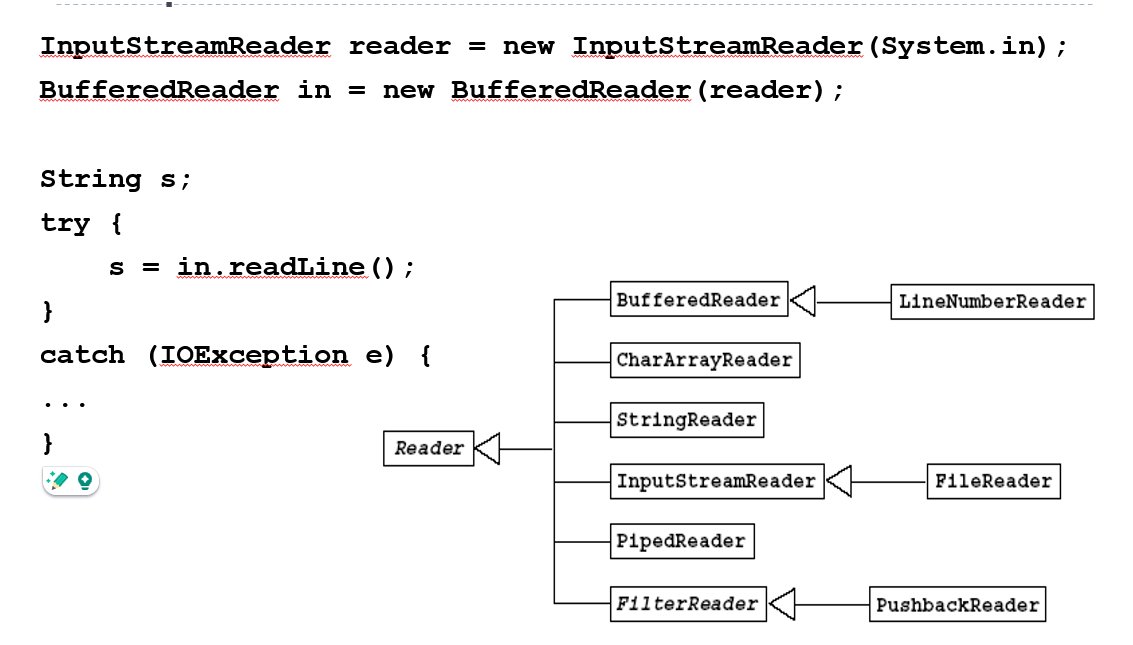 InputStreamReader reader = new InputStreamReader(System.in);
BufferedReader in = new BufferedReader(reader);
String s;
try {
s = in.readLine();
}
catch (IOException e) {
...
}
BufferedReader
LineNumberReader
CharArrayReader
StringReader
Reader
InputStreamReader
FileReader
PipedReader
FilterReader
PushbackReader